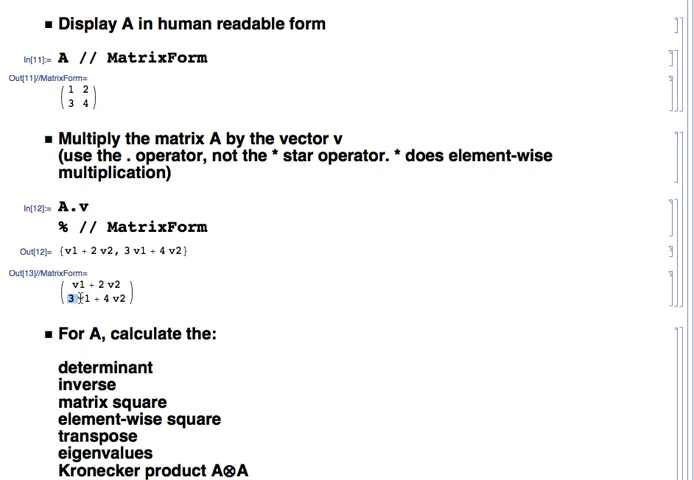 ▪ Display A in human readable form
In[11]:= A // MatrixForm
Out[11]//MatrixForm=
( 1 2
3 4 )
▪ Multiply the matrix A by the vector v
(use the . operator, not the * star operator. * does element-wise
multiplication)
In[12]:= A.v
% // MatrixForm
Out[12]= {v1 + 2 v2, 3 v1 + 4 v2}
Out[13]//MatrixForm=
( v1 + 2 v2
3 v1 + 4 v2 )
▪ For A, calculate the:
determinant
inverse
matrix square
element-wise square
transpose
eigenvalues
Kronecker product A⊗A